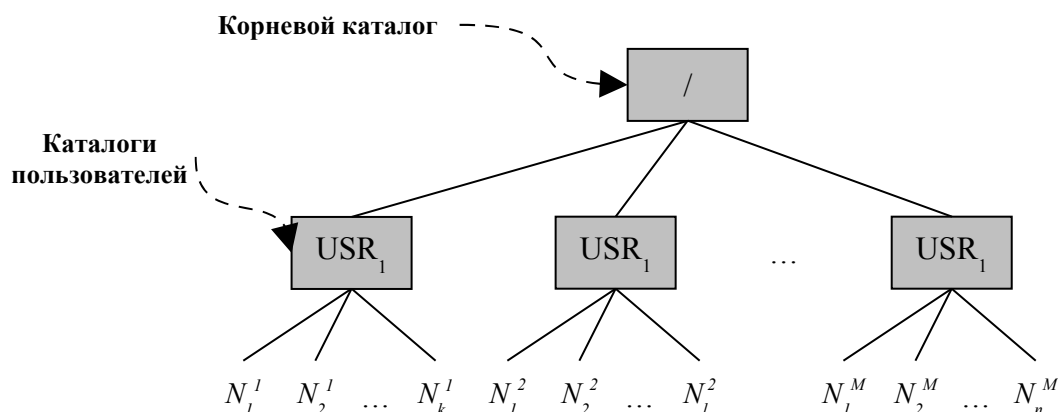 Корневой каталог
/
Каталоги
пользователей
USR₁ USR₁ … USR₁
N₁¹ N₂¹ … Nₖ¹ N₁² N₂² … N₁² N₁ᴹ N₂ᴹ … Nₙᴹ